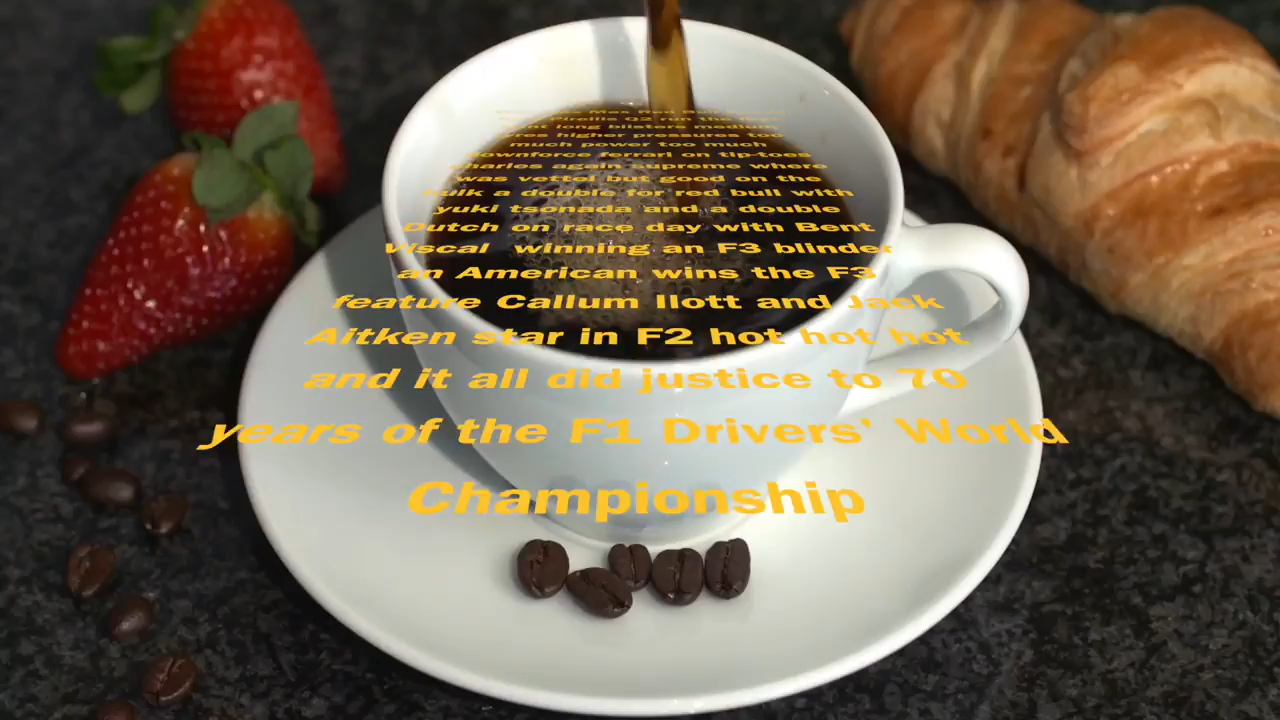 Pirellis Q2 run the
long blisters medium
higher pressures too
much power too much
downforce ferrari on tip-toes
charles again supreme where
was vettel but good on the
hulk a double for red bull with
yuki tsonada and a double
Dutch on race day with Bent
Viscal winning an F3 blinder
an American wins the F3
feature Callum Ilott and Jack
Aitken star in F2 hot hot hot
and it all did justice to 70
years of the F1 Drivers’ World
Championship